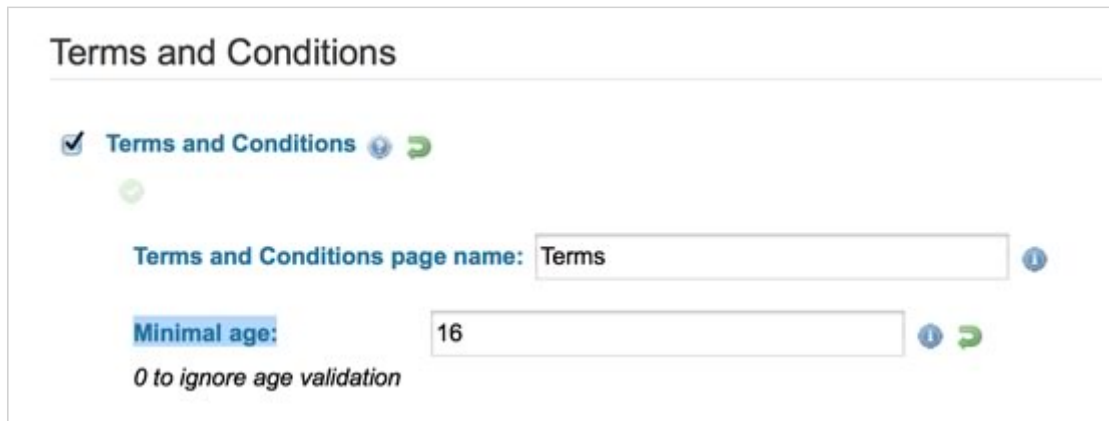 Terms and Conditions
Terms and Conditions
Terms and Conditions page name: Terms
Minimal age: 16
0 to ignore age validation